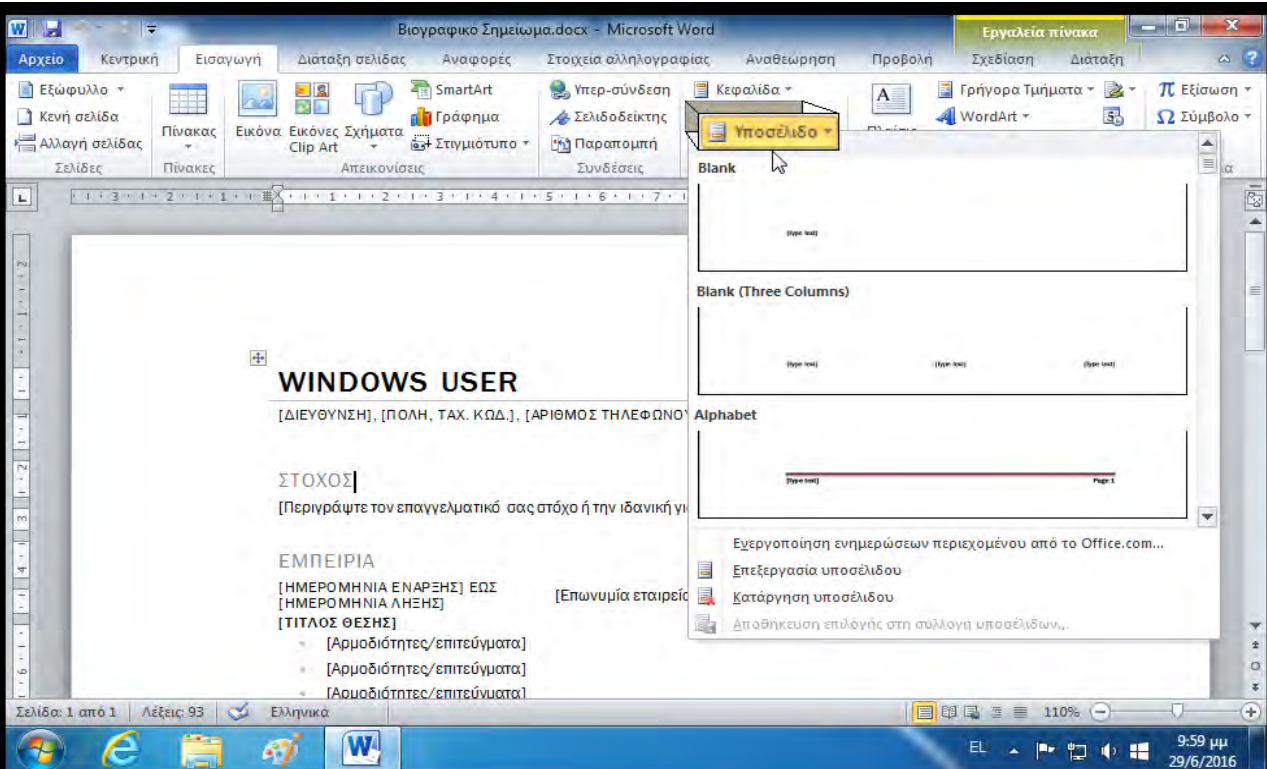 Βιογραφικό Σημείωμα.docx - Microsoft Word
Εργαλεία πίνακα
Αρχείο Κεντρική Εισαγωγή Διάταξη σελίδας Αναφορές Στοιχεία αλληλογραφίας Αναθεώρηση Προβολή Σχεδίαση Διάταξη
Εξώφυλλο
Κενή σελίδα
Αλλαγή σελίδας
Σελίδες
Πίνακας
Πίνακες
Εικόνα
Εικόνες Clip Art
Σχήματα
SmartArt
Γράφημα
Στιγμιότυπο
Απεικονίσεις
Υπερ-σύνδεση
Σελιδοδείκτης
Παραπομπή
Συνδέσεις
Κεφαλίδα
Υποσέλιδο
Γρήγορα Τμήματα
WordArt
Εξίσωση
Σύμβολο
Blank
[Type text]
Blank (Three Columns)
[Type text] [Type text] [Type text]
Alphabet
[Type text] Page 1
Ενεργοποίηση ενημερώσεων περιεχομένου από το Office.com...
Επεξεργασία υποσέλιδου
Κατάργηση υποσέλιδου
Αποθήκευση επιλογής στη συλλογή υποσέλιδων...
WINDOWS USER
[ΔΙΕΥΘΥΝΣΗ], [ΠΟΛΗ, ΤΑΧ. ΚΩΔ.], [ΑΡΙΘΜΟΣ ΤΗΛΕΦΩΝΟΥ
ΣΤΟΧΟΣ
[Περιγράψτε τον επαγγελματικό σας στόχο ή την ιδανική
ΕΜΠΕΙΡΙΑ
[ΗΜΕΡΟΜΗΝΙΑ ΕΝΑΡΞΗΣ] ΕΩΣ
[ΗΜΕΡΟΜΗΝΙΑ ΛΗΞΗΣ]
[Επωνυμία εταιρεία
[ΤΙΤΛΟΣ ΘΕΣΗΣ]
[Αρμοδιότητες/επιτεύγματα]
[Αρμοδιότητες/επιτεύγματα]
[Αρμοδιότητες/επιτεύγματα]
Σελίδα: 1 από 1 Λέξεις: 93 Ελληνικά 110%
EL 9:59 μμ
29/6/2016